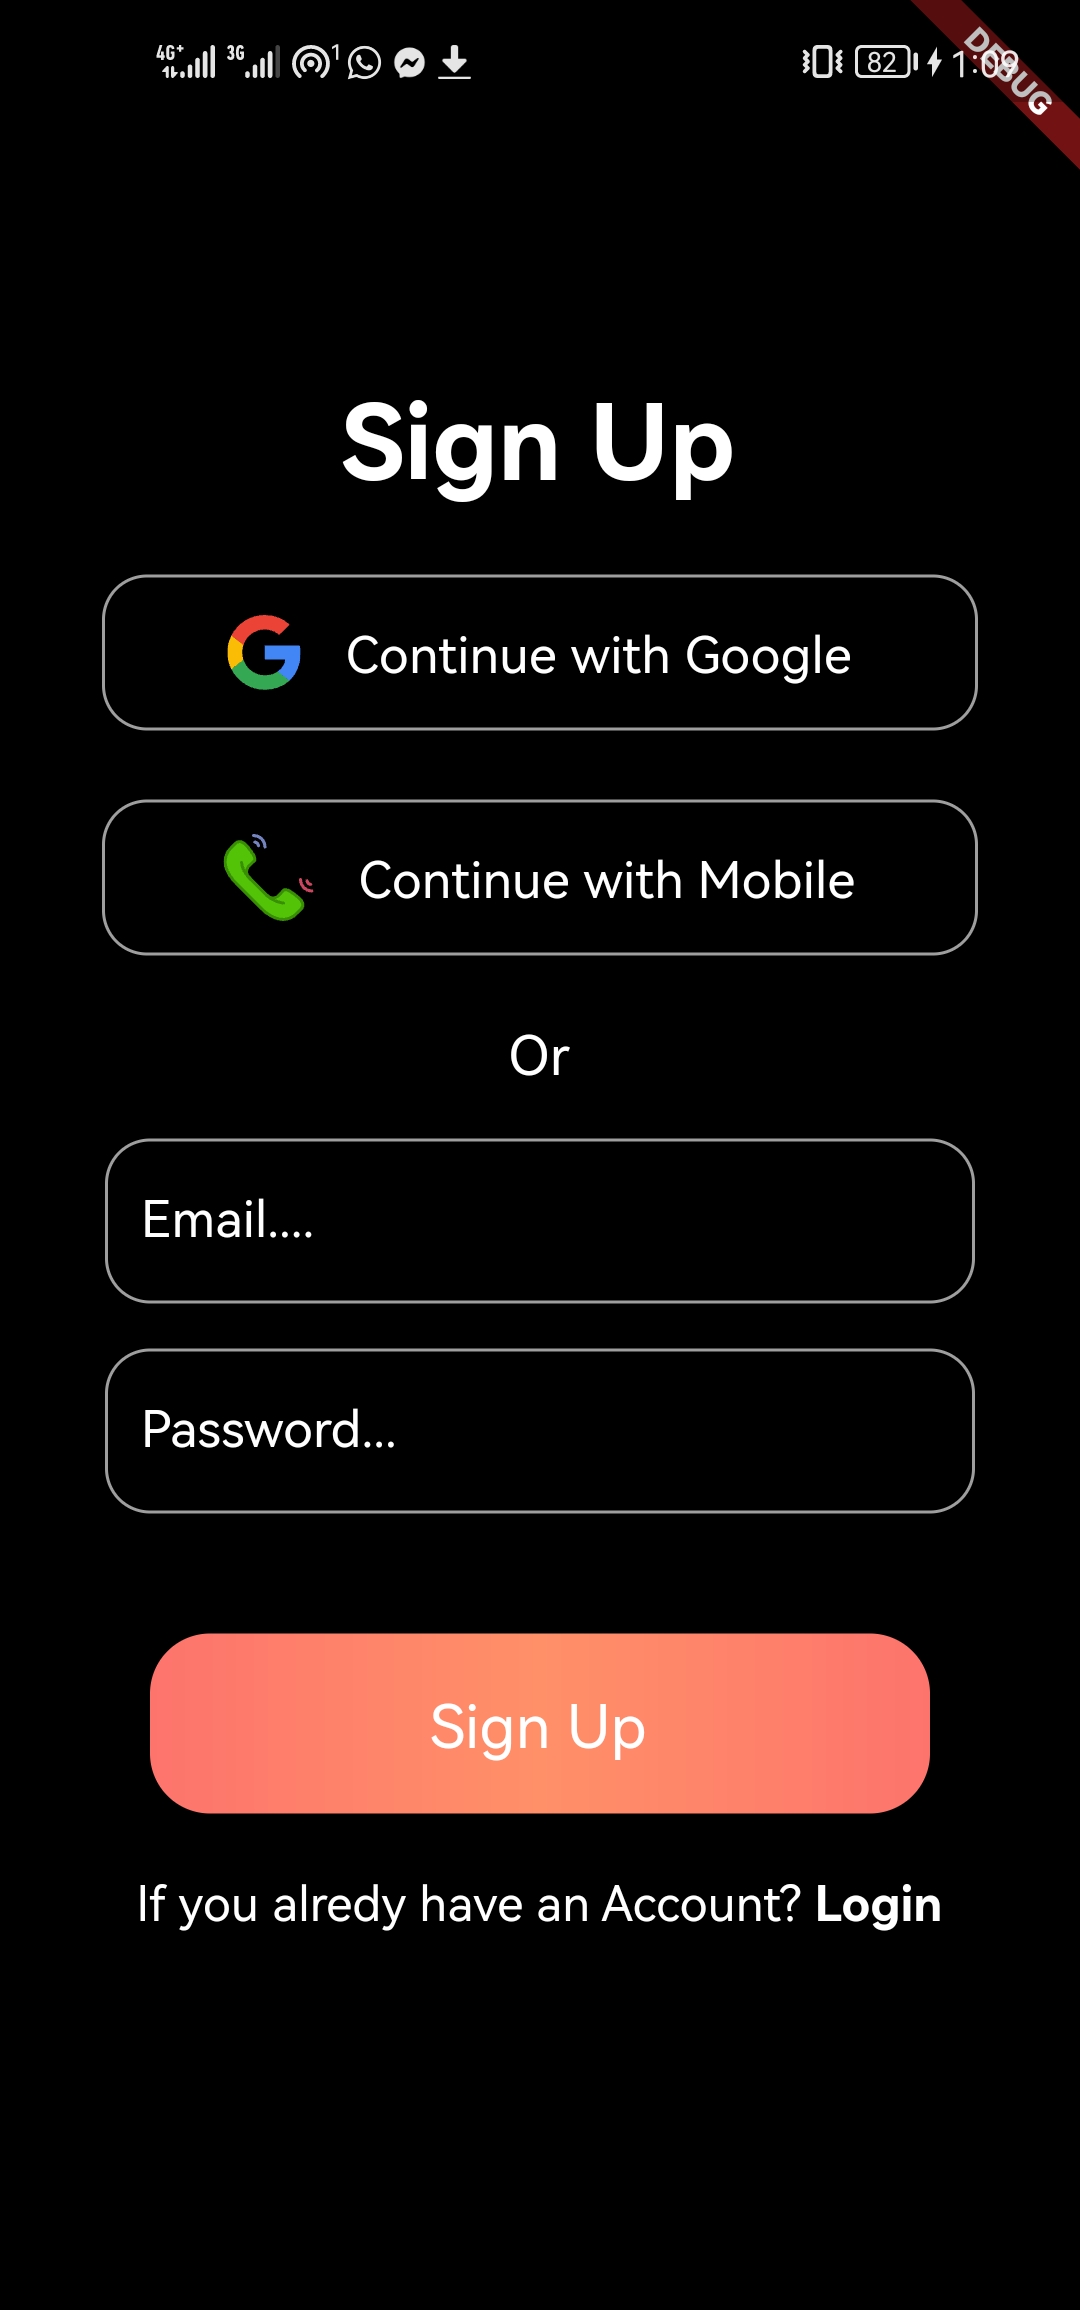 4G+ 3G 1 82 1:09
DEBUG
Sign Up
Continue with Google
Continue with Mobile
Or
Email....
Password...
Sign Up
If you alredy have an Account? Login